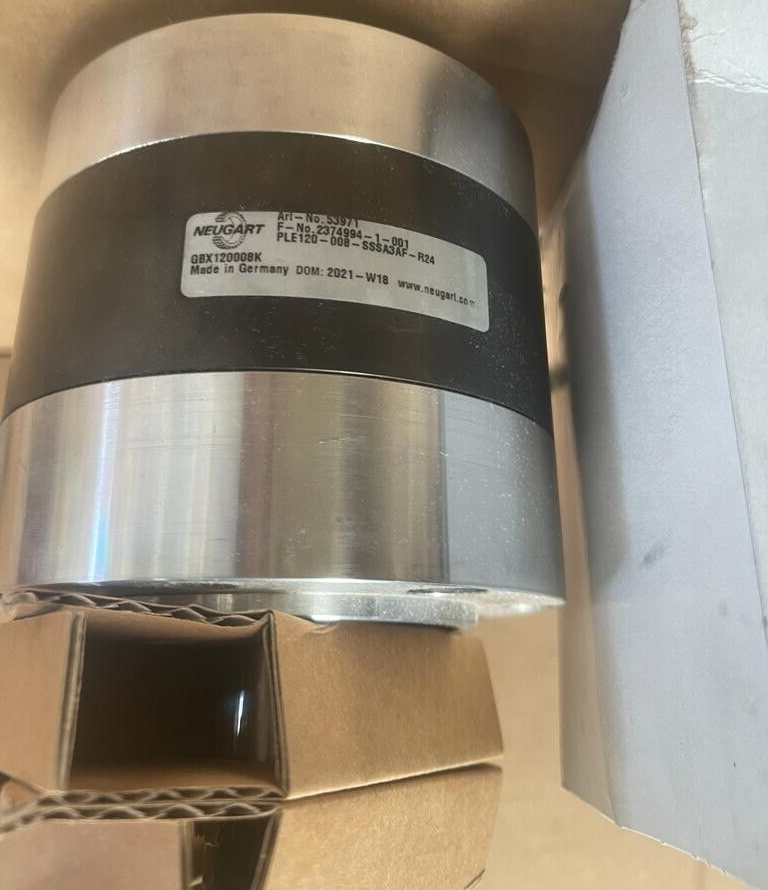 NEUGART
Art-No. 53971
F-No. 2374994-1-001
PLE120-008-SSSA3AF-R24
GBX120008K
Made in Germany DOM: 2021-W18 www.neugart.com